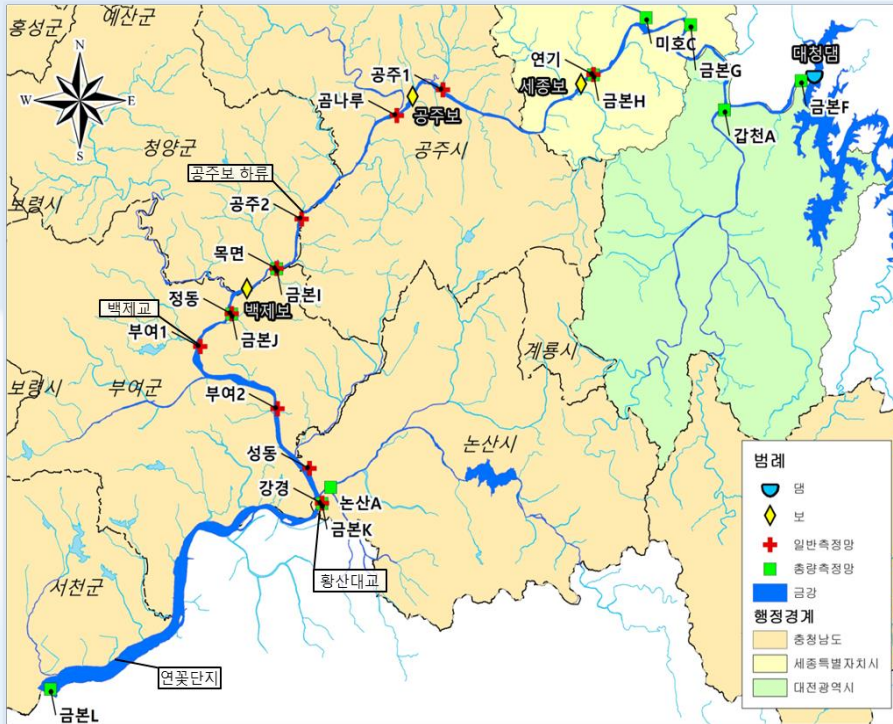 홍성군
예산군
미호C
대청댐
연기
금본G
공주1
세종보
N
W
E
S
곰나루
공주보
금본H
금본F
갑천A
청양군
공주시
공주보 하류
보령시
공주2
목면
금본I
정동
백제보
백제교
금본J
부여1
계룡시
보령시
부여군
부여2
논산시
성동
강경
논산A
금본K
황산대교
서천군
연꽃단지
금본L
범례
댐
보
일반측정망
총량측정망
금강
행정경계
충청남도
세종특별자치시
대전광역시